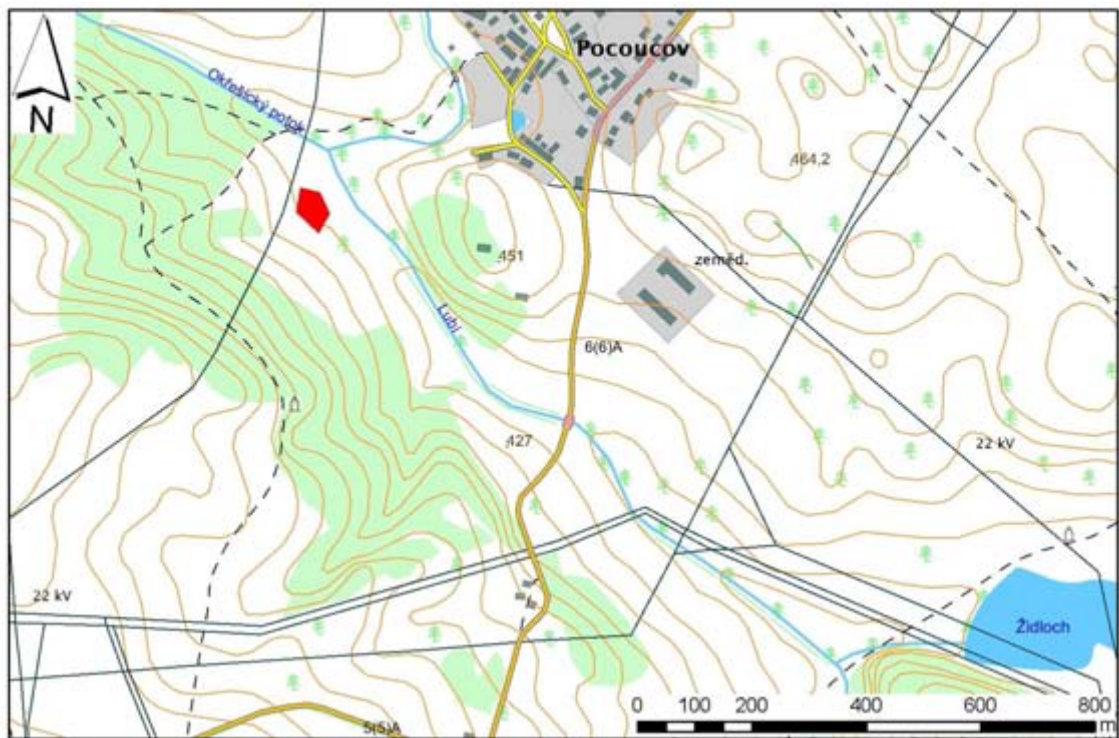 N
Okřešický potok
Pocoucov
464,2
451
zeměd.
Lubí
6(6)A
427
22 kV
22 kV
Židloch
5(5)A
0 100 200 400 600 800
m